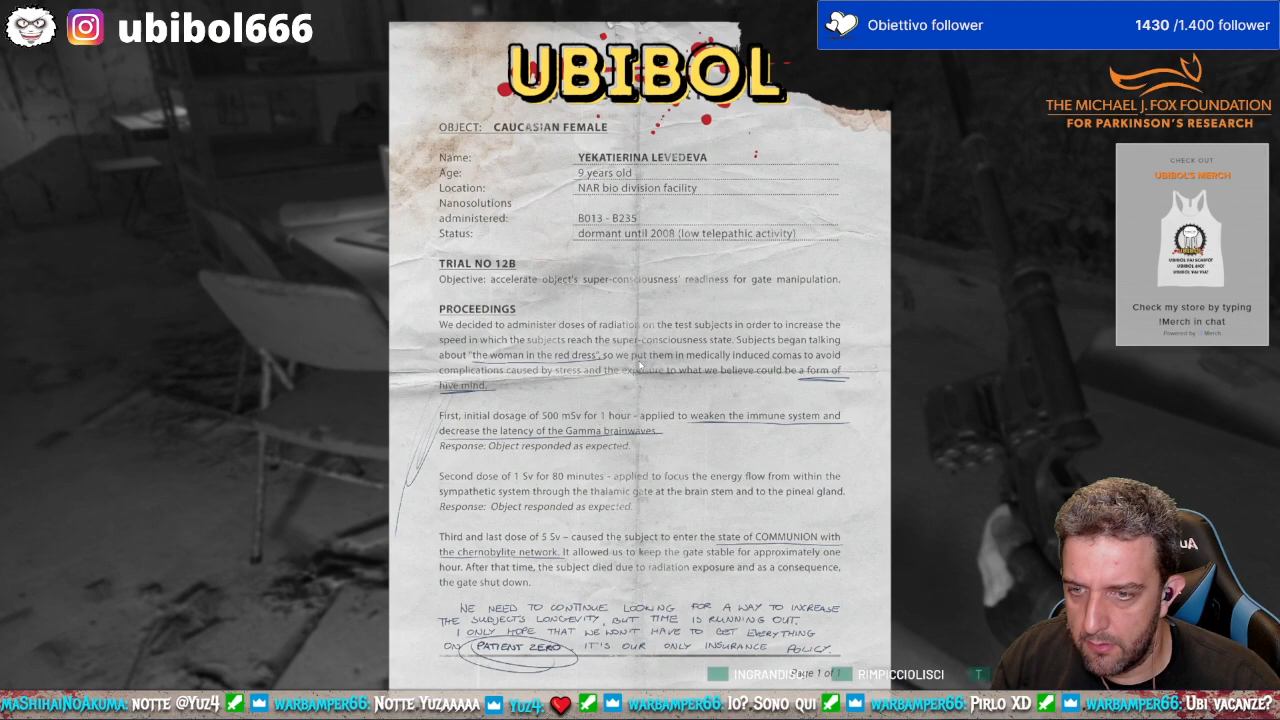 ubibol666
Obiettivo follower 1430 /1.400 follower
UBIBOL
THE MICHAEL J. FOX FOUNDATION
FOR PARKINSON'S RESEARCH
CHECK OUT
UBIBOL'S MERCH
UBIBOL
Check my store by typing
!Merch in chat
Powered by Merch.
OBJECT: CAUCASIAN FEMALE
Name: YEKATIERINA LEVEDEVA
Age: 9 years old
Location: NAR bio division facility
Nanosolutions
administered: B013 - B235
Status: dormant until 2008 (low telepathic activity)
TRIAL NO 12B
Objective: accelerate object's super-consciousness' readiness for gate manipulation.
PROCEEDINGS
We decided to administer doses of radiation on the test subjects in order to increase the
speed in which the subjects reach the super-consciousness state. Subjects began talking
about "the woman in the red dress", so we put them in medically induced comas to avoid
complications caused by stress and the exposure to what we believe could be a form of
hive mind.
First, initial dosage of 500 mSv for 1 hour - applied to weaken the immune system and
decrease the latency of the Gamma brainwaves.
Response: Object responded as expected.
Second dose of 1 Sv for 80 minutes - applied to focus the energy flow from within the
sympathetic system through the thalamic gate at the brain stem and to the pineal gland.
Response: Object responded as expected.
Third and last dose of 5 Sv – caused the subject to enter the state of COMMUNION with
the chernobylite network. It allowed us to keep the gate stable for approximately one
hour. After that time, the subject died due to radiation exposure and as a consequence,
the gate shut down.
WE NEED TO CONTINUE LOOKING FOR A WAY TO INCREASE
THE SUBJECTS LONGEVITY, BUT TIME IS RUNNING OUT.
I ONLY HOPE THAT WE WON'T HAVE TO BET EVERYTHING
ON PATIENT ZERO. IT'S OUR ONLY INSURANCE POLICY.
Page 1 of 1
INGRANDISCI RIMPICCIOLISCI T
maShihaiNoAkuma: notte @Yuz4 warbamper66: Notte Yuzaaaaa Yuz4: warbamper66: Io? Sono qui warbamper66: Pirlo XD warbamper66: Ubi vacanze?